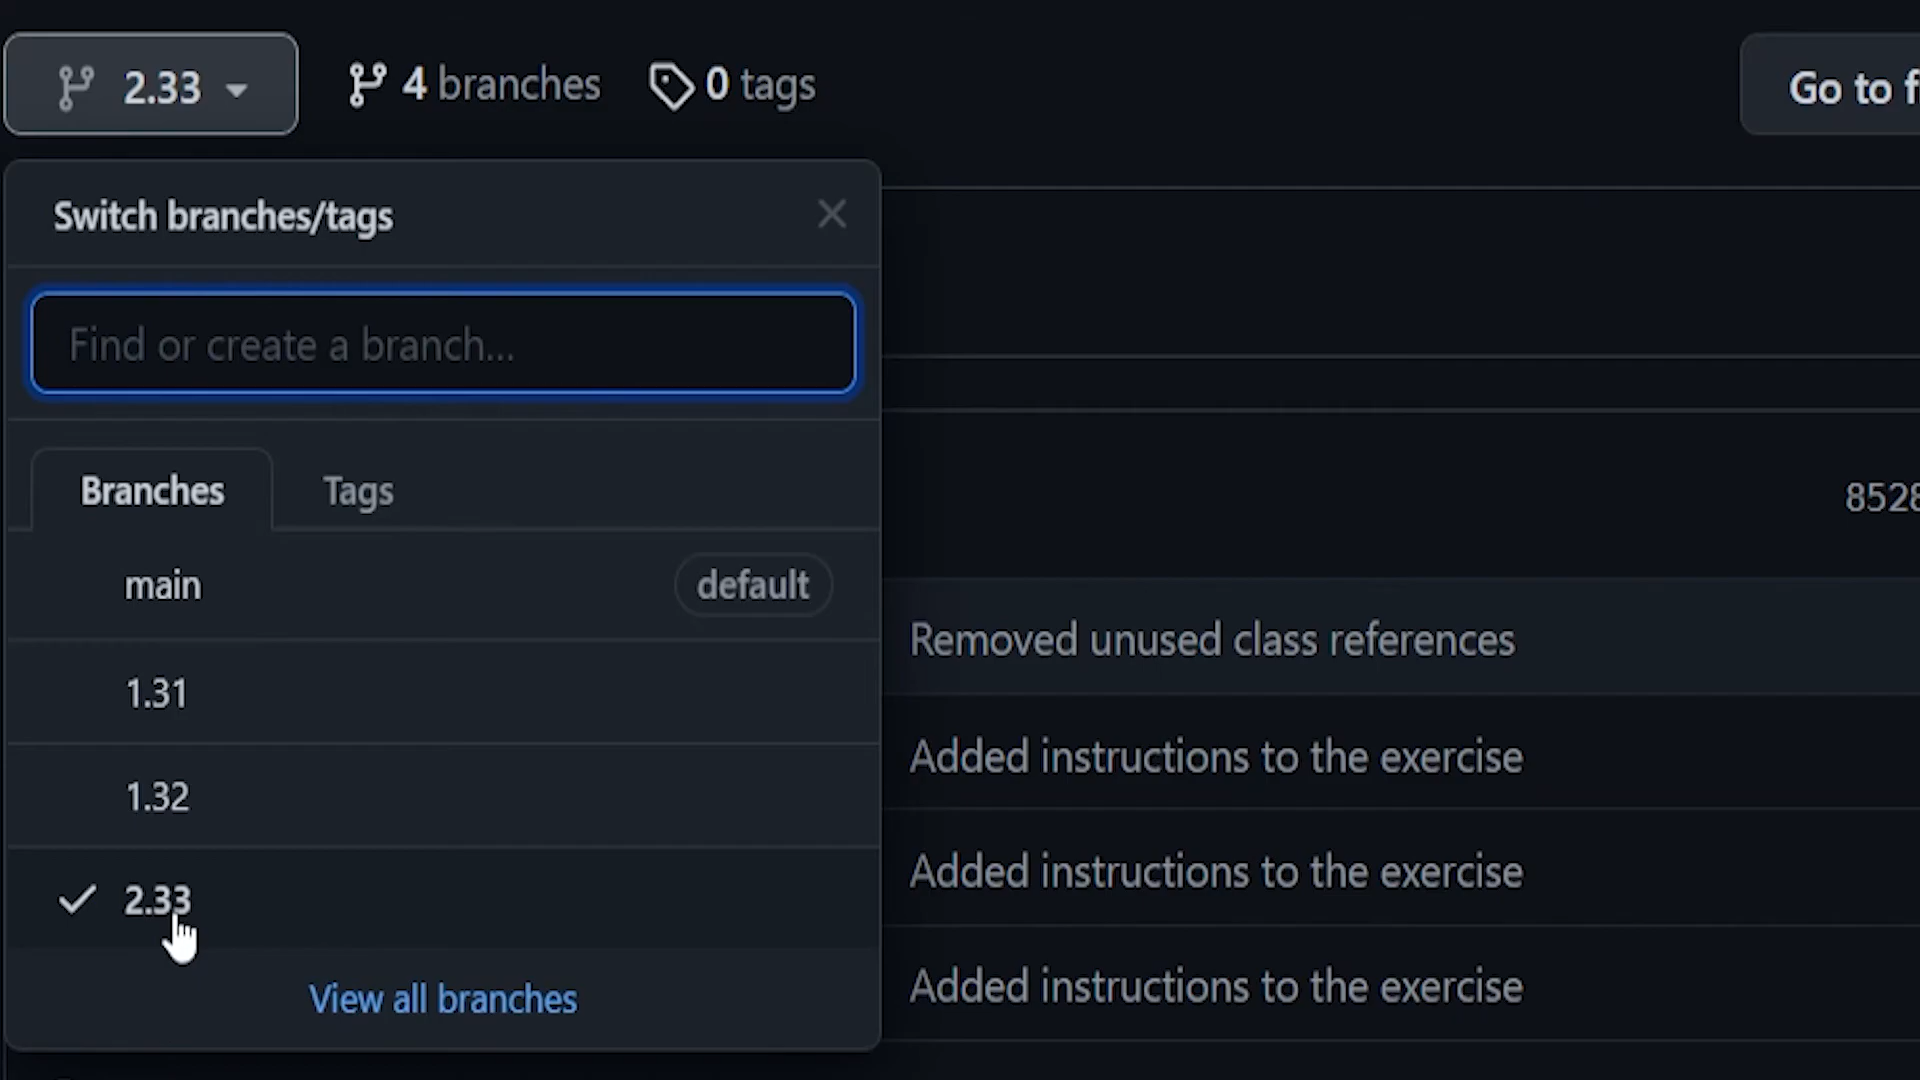 2.33
4 branches
0 tags
Go to f
Switch branches/tags
Find or create a branch...
Branches
Tags
main
default
1.31
1.32
2.33
View all branches
8528
Removed unused class references
Added instructions to the exercise
Added instructions to the exercise
Added instructions to the exercise